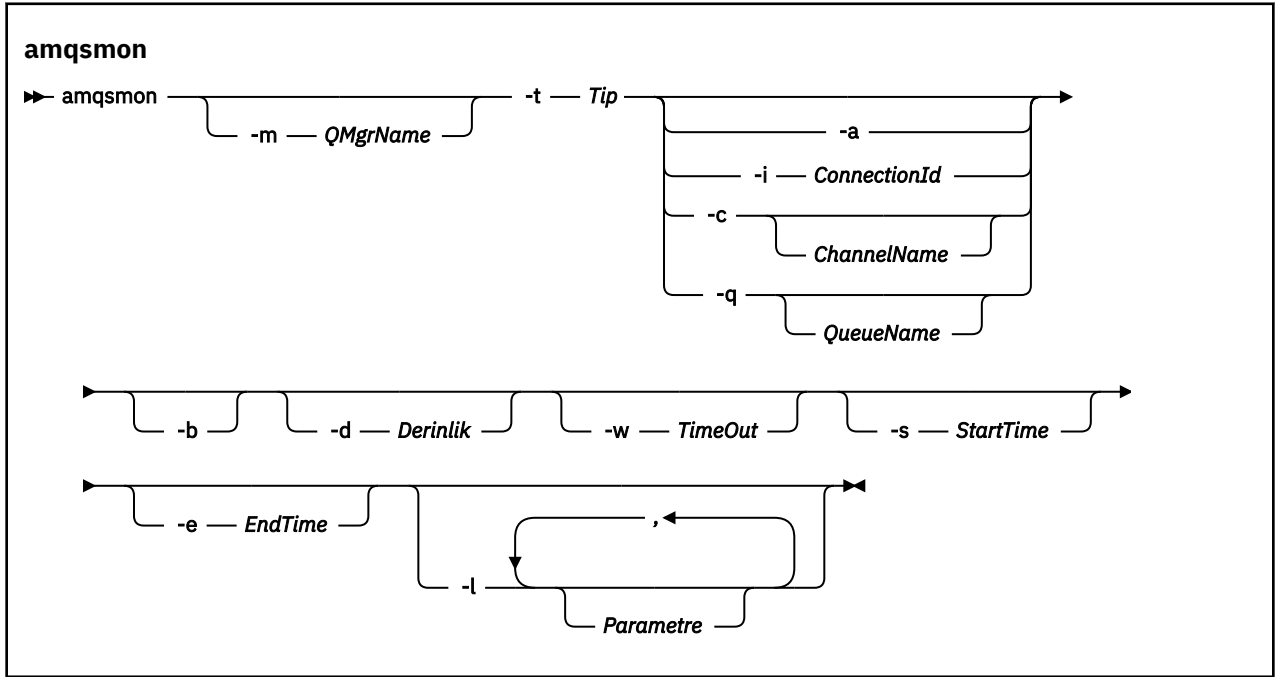 amqsmon
amqsmon -t Tip
-m QMgrName
-a
-i ConnectionId
-c
ChannelName
-q
QueueName
-b -d Derinlik -w TimeOut -s StartTime
-e EndTime
,
-l
Parametre